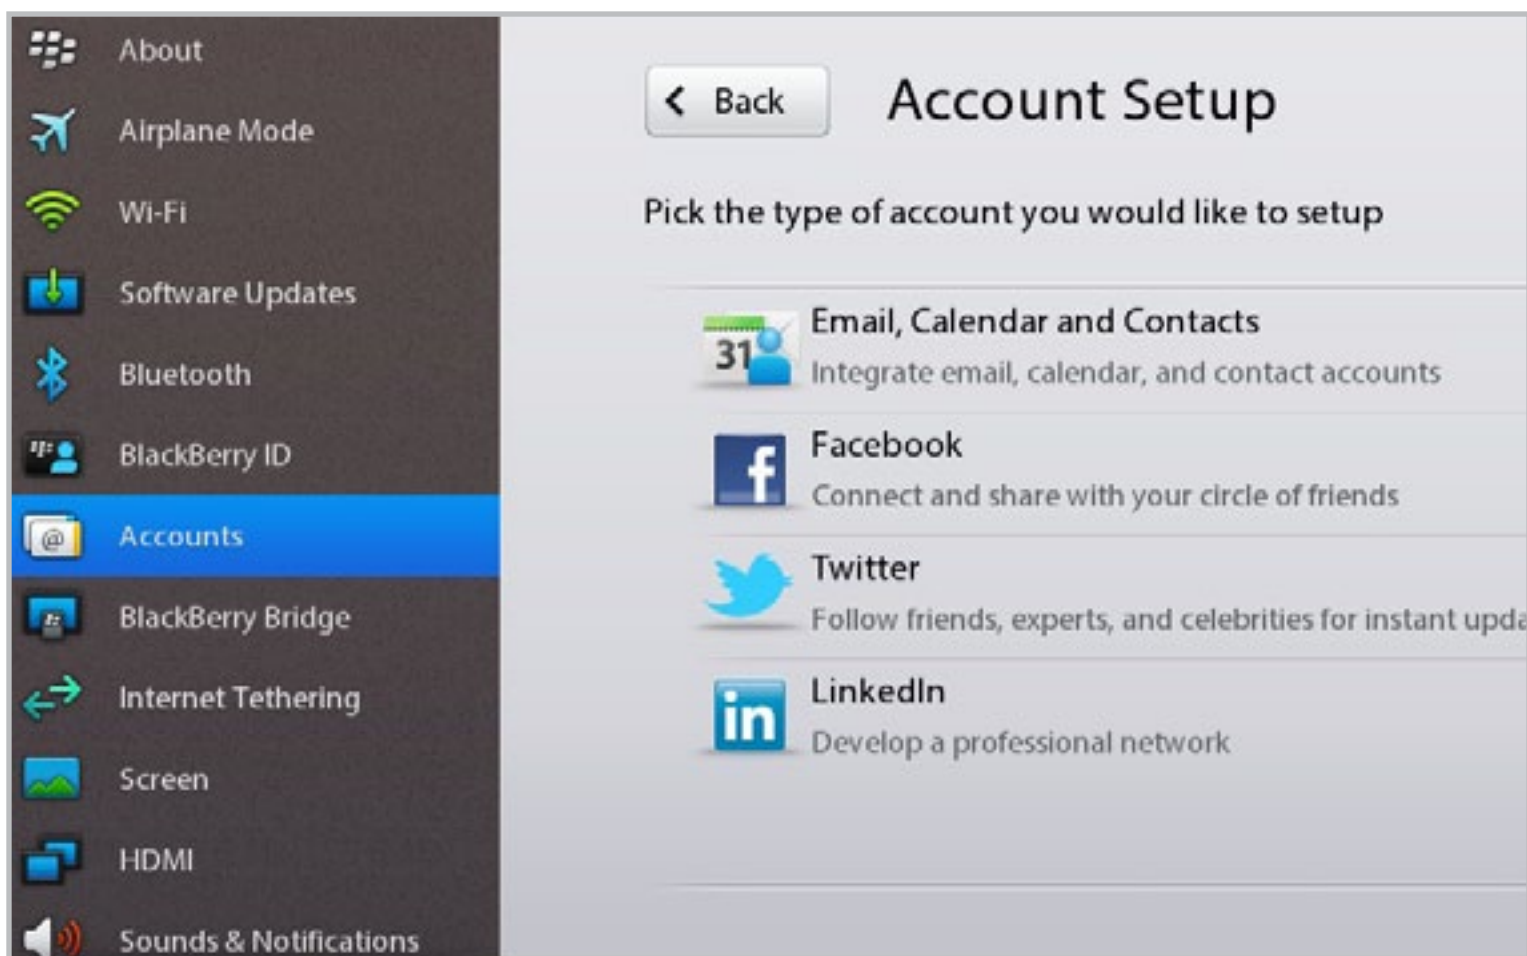 About
Airplane Mode
Wi-Fi
Software Updates
Bluetooth
BlackBerry ID
Accounts
BlackBerry Bridge
Internet Tethering
Screen
HDMI
Sounds & Notifications
Back
Account Setup
Pick the type of account you would like to setup
31
Email, Calendar and Contacts
Integrate email, calendar, and contact accounts
f
Facebook
Connect and share with your circle of friends
Twitter
Follow friends, experts, and celebrities for instant upda
in
LinkedIn
Develop a professional network